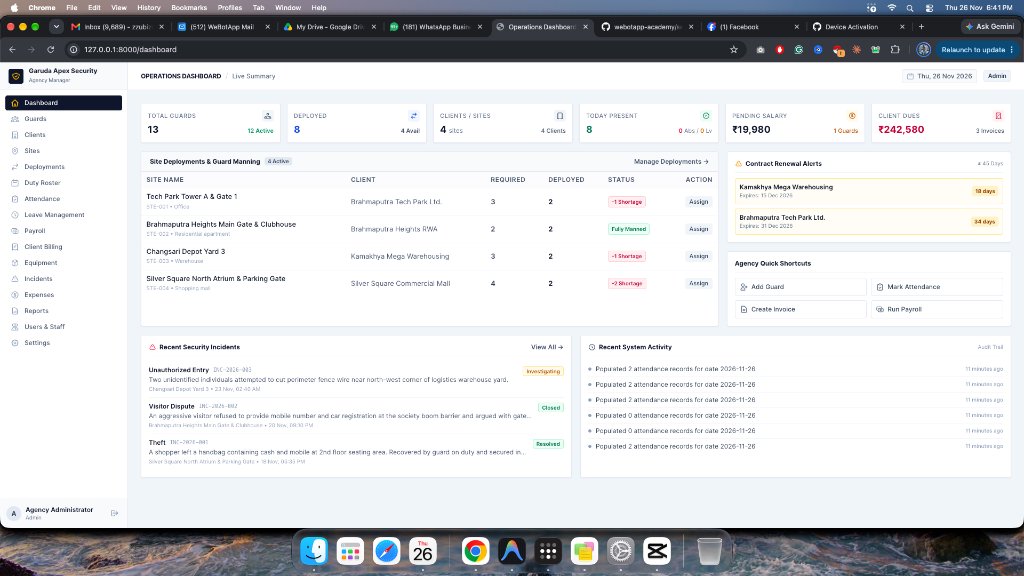 Chrome File Edit View History Bookmarks Profiles Tab Window Help Thu 26 Nov 6:41 PM
Inbox (9,689) - zzubiz (512) WeBotApp Mail My Drive - Google Dri (181) WhatsApp Busin Operations Dashboard webotapp-academy/ (1) Facebook Device Activation Ask Gemini
127.0.0.1:8000/dashboard Relaunch to update
Garuda Apex Security
Agency Manager
OPERATIONS DASHBOARD / Live Summary
Thu, 26 Nov 2026 Admin
Dashboard
Guards
Clients
Sites
Deployments
Duty Roster
Attendance
Leave Management
Payroll
Client Billing
Equipment
Incidents
Expenses
Reports
Users & Staff
Settings
A Agency Administrator
Admin
TOTAL GUARDS
13 12 Active
DEPLOYED
8 4 Avail
CLIENTS / SITES
4 sites 4 Clients
TODAY PRESENT
8 0 Abs / 0 Lv
PENDING SALARY
₹19,980 1 Guards
CLIENT DUES
₹242,580 3 Invoices
Site Deployments & Guard Manning 4 Active Manage Deployments →
SITE NAME CLIENT REQUIRED DEPLOYED STATUS ACTION
Tech Park Tower A & Gate 1 Brahmaputra Tech Park Ltd. 3 2 -1 Shortage Assign
STE-001 • Office
Brahmaputra Heights Main Gate & Clubhouse Brahmaputra Heights RWA 2 2 Fully Manned Assign
STE-002 • Residential apartment
Changsari Depot Yard 3 Kamakhya Mega Warehousing 3 2 -1 Shortage Assign
STE-003 • Warehouse
Silver Square North Atrium & Parking Gate Silver Square Commercial Mall 4 2 -2 Shortage Assign
STE-004 • Shopping mall
Contract Renewal Alerts ≤ 45 Days
Kamakhya Mega Warehousing 18 days
Expires: 15 Dec 2026
Brahmaputra Tech Park Ltd. 34 days
Expires: 31 Dec 2026
Agency Quick Shortcuts
Add Guard Mark Attendance
Create Invoice Run Payroll
Recent Security Incidents View All →
Unauthorized Entry INC-2026-003 Investigating
Two unidentified individuals attempted to cut perimeter fence wire near north-west corner of logistics warehouse yard.
Changsari Depot Yard 3 • 23 Nov, 02:40 AM
Visitor Dispute INC-2026-002 Closed
An aggressive visitor refused to provide mobile number and car registration at the society boom barrier and argued with gate...
Brahmaputra Heights Main Gate & Clubhouse • 20 Nov, 09:10 PM
Theft INC-2026-001 Resolved
A shopper left a handbag containing cash and mobile at 2nd floor seating area. Recovered by guard on duty and secured in...
Silver Square North Atrium & Parking Gate
Recent System Activity Audit Trail
Populated 2 attendance records for date 2026-11-26 11 minutes ago
Populated 2 attendance records for date 2026-11-26 11 minutes ago
Populated 2 attendance records for date 2026-11-26 11 minutes ago
Populated 0 attendance records for date 2026-11-26 11 minutes ago
Populated 0 attendance records for date 2026-11-26 11 minutes ago
Populated 2 attendance records for date 2026-11-26 11 minutes ago
Thu
26